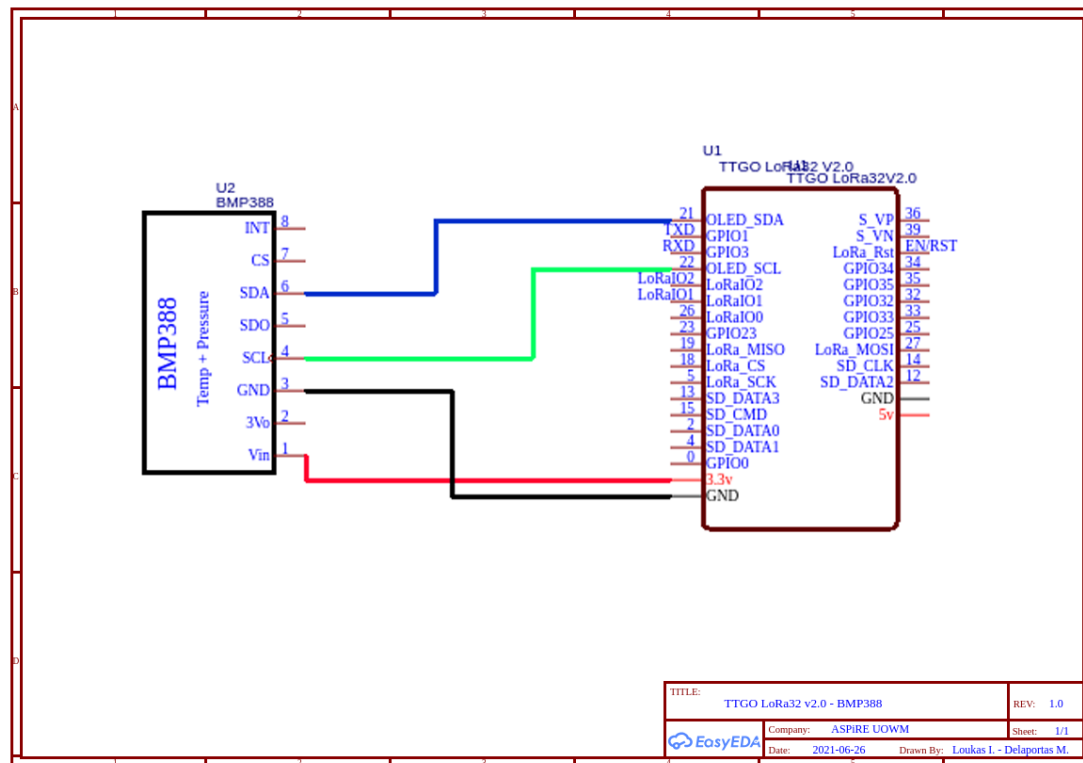 1 2 3 4 5
A
B
C
D
U2
BMP388
INT 8
CS 7
SDA 6
SDO 5
SCL 4
GND 3
3Vo 2
Vin 1
BMP388
Temp + Pressure
U1
TTGO LoRa32 V2.0
TTGO LoRa32V2.0
21 OLED_SDA
TXD GPIO1
RXD GPIO3
22 OLED_SCL
LoRaIO2 LoRaIO2
LoRaIO1 LoRaIO1
26 LoRaIO0
23 GPIO23
19 LoRa_MISO
18 LoRa_CS
5 LoRa_SCK
13 SD_DATA3
15 SD_CMD
2 SD_DATA0
4 SD_DATA1
0 GPIO0
3.3v
GND
S_VP 36
S_VN 39
LoRa_Rst EN/RST
GPIO34 34
GPIO35 35
GPIO32 32
GPIO33 33
GPIO25 25
LoRa_MOSI 27
SD_CLK 14
SD_DATA2 12
GND
5v
TITLE:
TTGO LoRa32 v2.0 - BMP388
REV: 1.0
EasyEDA
Company: ASPiRE UOWM
Sheet: 1/1
Date: 2021-06-26
Drawn By: Loukas I. - Delaportas M.